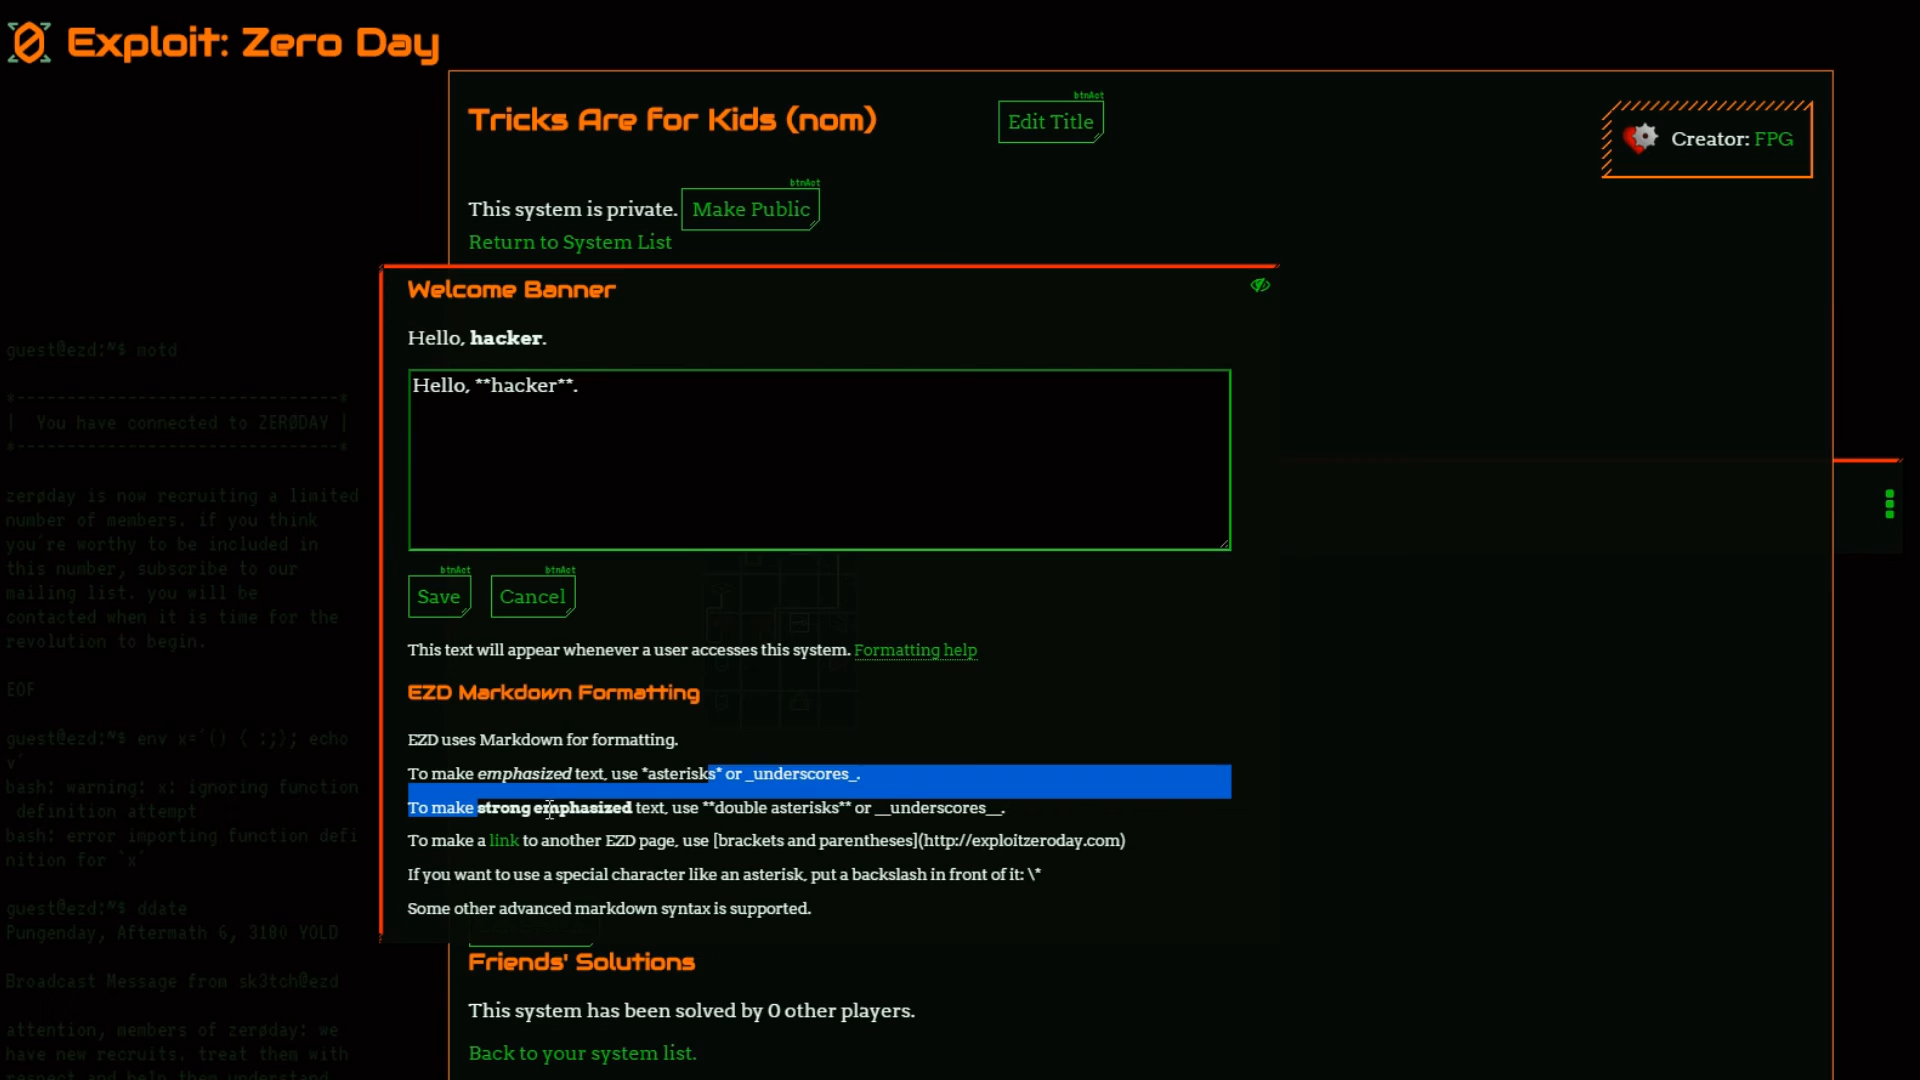 Exploit: Zero Day
btnAct
Tricks Are for Kids (nom)
Edit Title
Creator: FPG
btnAct
This system is private.
Make Public
Return to System List
Welcome Banner
Hello, hacker.
Hello, **hacker**.
btnAct
btnAct
Save
Cancel
This text will appear whenever a user accesses this system. Formatting help
EZD Markdown Formatting
EZD uses Markdown for formatting.
To make emphasized text, use *asterisks* or _underscores_.
To make strong emphasized text, use **double asterisks** or __underscores__.
To make a link to another EZD page, use [brackets and parentheses](http://exploitzeroday.com)
If you want to use a special character like an asterisk, put a backslash in front of it: \*
Some other advanced markdown syntax is supported.
Friends' Solutions
This system has been solved by 0 other players.
Back to your system list.
guest@ezd:~$ motd
*--------------------------------*
| You have connected to ZERØDAY |
*--------------------------------*
zerøday is now recruiting a limited
number of members. if you think
you're worthy to be included in
this number, subscribe to our
mailing list. you will be
contacted when it is time for the
revolution to begin.
EOF
guest@ezd:~$ env x='() { :;}; echo
v'
bash: warning: x: ignoring function
definition attempt
bash: error importing function defi
nition for `x'
guest@ezd:~$ ddate
Pungenday, Aftermath 6, 3180 YOLD
Broadcast Message from sk3tch@ezd
attention, members of zerøday: we
have new recruits. treat them with
respect and help them understand